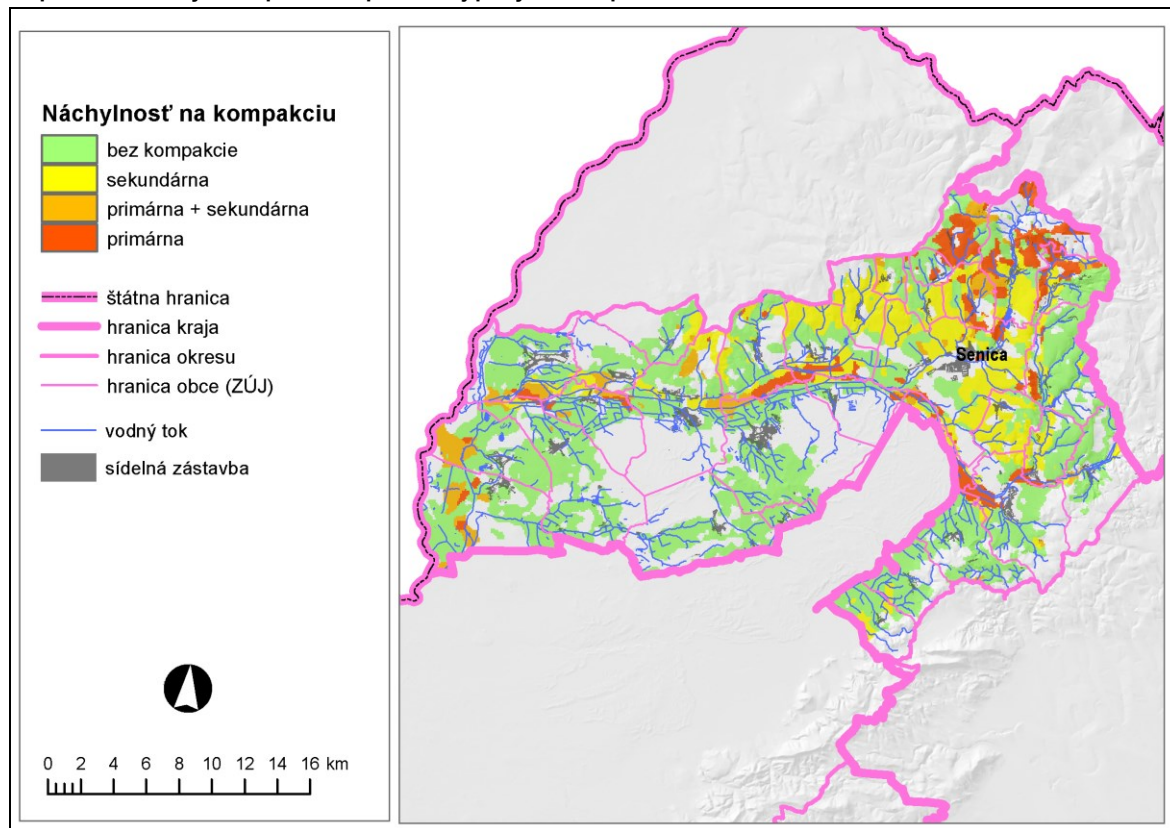 Náchylnosť na kompakciu
bez kompakcie
sekundárna
primárna + sekundárna
primárna
štátna hranica
hranica kraja
hranica okresu
hranica obce (ZÚJ)
vodný tok
sídelná zástavba
0 2 4 6 8 10 12 14 16 km
Senica